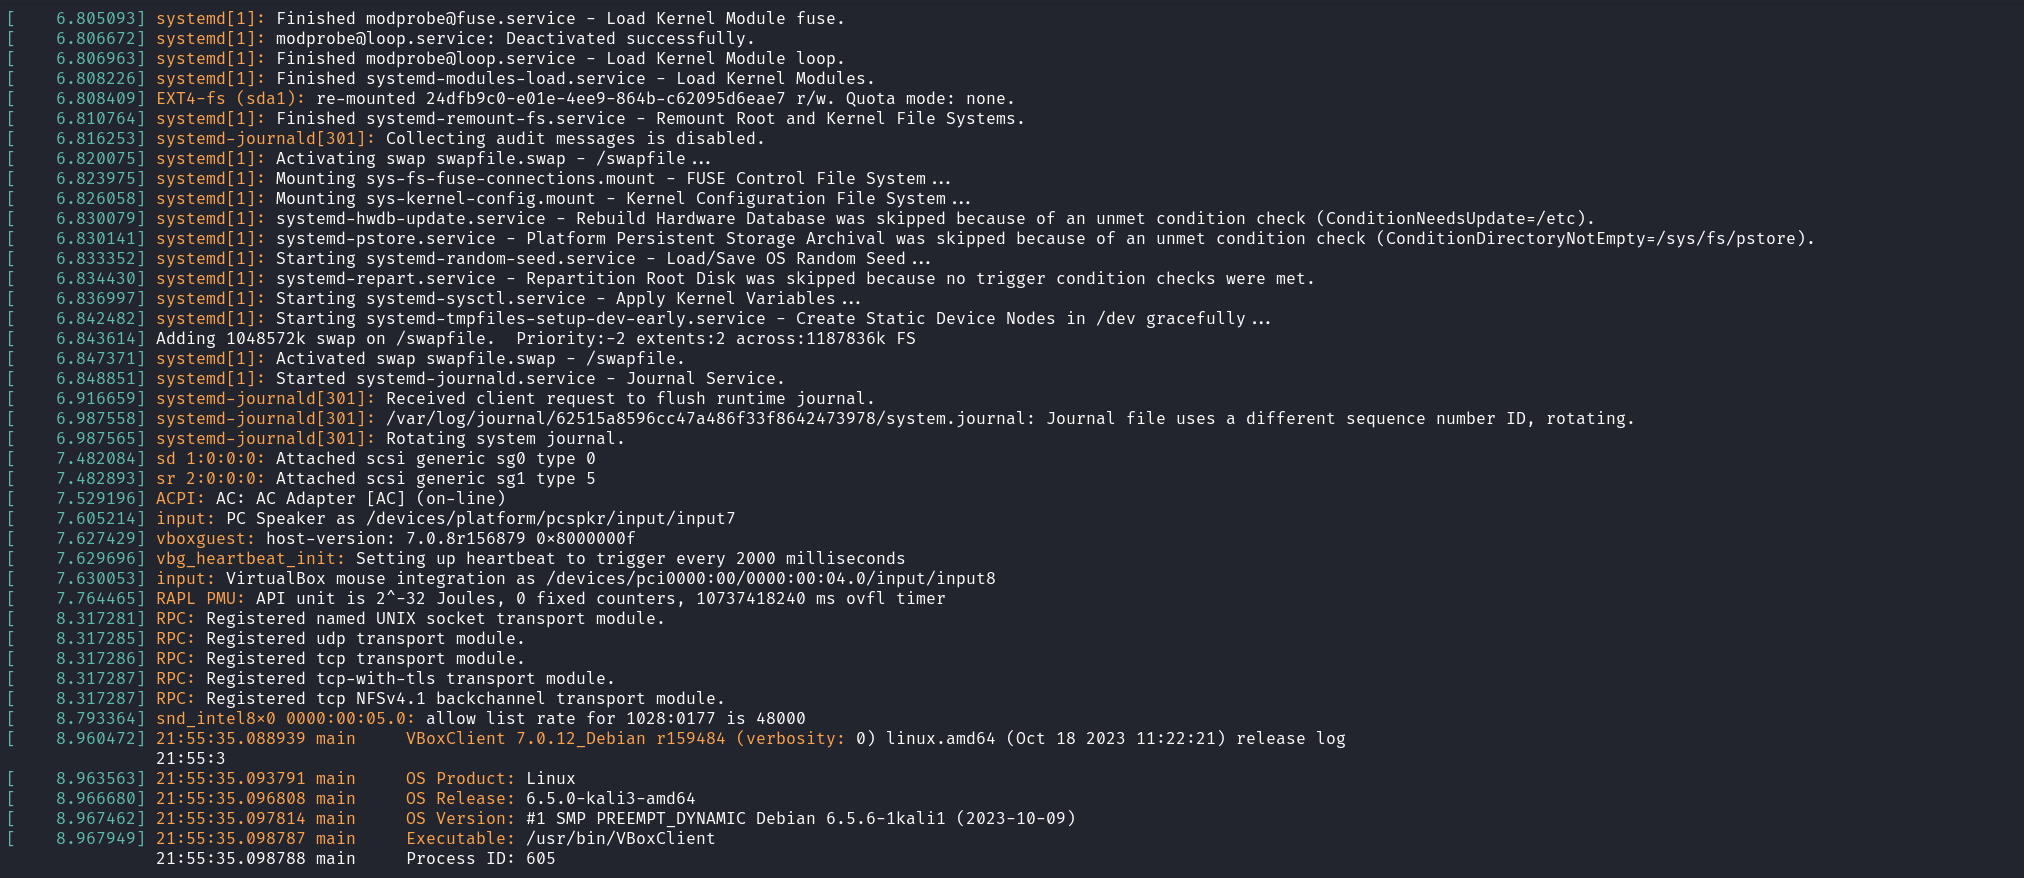 [    6.805093] systemd[1]: Finished modprobe@fuse.service - Load Kernel Module fuse.
[    6.806672] systemd[1]: modprobe@loop.service: Deactivated successfully.
[    6.806963] systemd[1]: Finished modprobe@loop.service - Load Kernel Module loop.
[    6.808226] systemd[1]: Finished systemd-modules-load.service - Load Kernel Modules.
[    6.808409] EXT4-fs (sda1): re-mounted 24dfb9c0-e01e-4ee9-864b-c62095d6eae7 r/w. Quota mode: none.
[    6.810764] systemd[1]: Finished systemd-remount-fs.service - Remount Root and Kernel File Systems.
[    6.816253] systemd-journald[301]: Collecting audit messages is disabled.
[    6.820075] systemd[1]: Activating swap swapfile.swap - /swapfile...
[    6.823975] systemd[1]: Mounting sys-fs-fuse-connections.mount - FUSE Control File System...
[    6.826058] systemd[1]: Mounting sys-kernel-config.mount - Kernel Configuration File System...
[    6.830079] systemd[1]: systemd-hwdb-update.service - Rebuild Hardware Database was skipped because of an unmet condition check (ConditionNeedsUpdate=/etc).
[    6.830141] systemd[1]: systemd-pstore.service - Platform Persistent Storage Archival was skipped because of an unmet condition check (ConditionDirectoryNotEmpty=/sys/fs/pstore).
[    6.833352] systemd[1]: Starting systemd-random-seed.service - Load/Save OS Random Seed...
[    6.834430] systemd[1]: systemd-repart.service - Repartition Root Disk was skipped because no trigger condition checks were met.
[    6.836997] systemd[1]: Starting systemd-sysctl.service - Apply Kernel Variables...
[    6.842482] systemd[1]: Starting systemd-tmpfiles-setup-dev-early.service - Create Static Device Nodes in /dev gracefully...
[    6.843614] Adding 1048572k swap on /swapfile.  Priority:-2 extents:2 across:1187836k FS
[    6.847371] systemd[1]: Activated swap swapfile.swap - /swapfile.
[    6.848851] systemd[1]: Started systemd-journald.service - Journal Service.
[    6.916659] systemd-journald[301]: Received client request to flush runtime journal.
[    6.987558] systemd-journald[301]: /var/log/journal/62515a8596cc47a486f33f8642473978/system.journal: Journal file uses a different sequence number ID, rotating.
[    6.987565] systemd-journald[301]: Rotating system journal.
[    7.482084] sd 1:0:0:0: Attached scsi generic sg0 type 0
[    7.482893] sr 2:0:0:0: Attached scsi generic sg1 type 5
[    7.529196] ACPI: AC: AC Adapter [AC] (on-line)
[    7.605214] input: PC Speaker as /devices/platform/pcspkr/input/input7
[    7.627429] vboxguest: host-version: 7.0.8r156879 0×8000000f
[    7.629696] vbg_heartbeat_init: Setting up heartbeat to trigger every 2000 milliseconds
[    7.630053] input: VirtualBox mouse integration as /devices/pci0000:00/0000:00:04.0/input/input8
[    7.764465] RAPL PMU: API unit is 2^-32 Joules, 0 fixed counters, 10737418240 ms ovfl timer
[    8.317281] RPC: Registered named UNIX socket transport module.
[    8.317285] RPC: Registered udp transport module.
[    8.317286] RPC: Registered tcp transport module.
[    8.317287] RPC: Registered tcp-with-tls transport module.
[    8.317287] RPC: Registered tcp NFSv4.1 backchannel transport module.
[    8.793364] snd_intel8×0 0000:00:05.0: allow list rate for 1028:0177 is 48000
[    8.960472] 21:55:35.088939 main     VBoxClient 7.0.12_Debian r159484 (verbosity: 0) linux.amd64 (Oct 18 2023 11:22:21) release log
               21:55:3
[    8.963563] 21:55:35.093791 main     OS Product: Linux
[    8.966680] 21:55:35.096808 main     OS Release: 6.5.0-kali3-amd64
[    8.967462] 21:55:35.097814 main     OS Version: #1 SMP PREEMPT_DYNAMIC Debian 6.5.6-1kali1 (2023-10-09)
[    8.967949] 21:55:35.098787 main     Executable: /usr/bin/VBoxClient
               21:55:35.098788 main     Process ID: 605